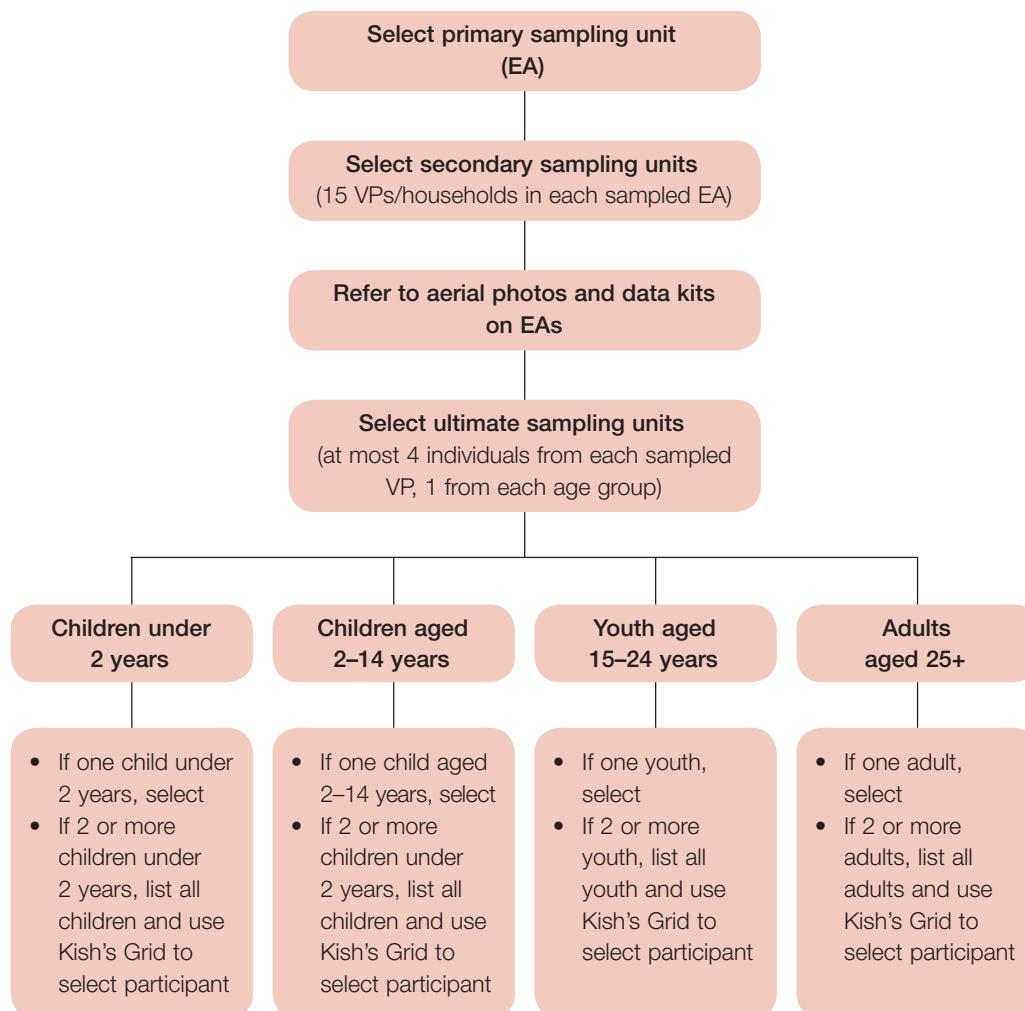 Select primary sampling unit
(EA)
Select secondary sampling units
(15 VPs/households in each sampled EA)
Refer to aerial photos and data kits
on EAs
Select ultimate sampling units
(at most 4 individuals from each sampled
VP, 1 from each age group)
Children under
2 years
• If one child under
2 years, select
• If 2 or more
children under
2 years, list all
children and use
Kish’s Grid to
select participant
Children aged
2–14 years
• If one child aged
2–14 years, select
• If 2 or more
children under
2 years, list all
children and use
Kish’s Grid to
select participant
Youth aged
15–24 years
• If one youth,
select
• If 2 or more
youth, list all
youth and use
Kish’s Grid to
select participant
Adults
aged 25+
• If one adult,
select
• If 2 or more
adults, list all
adults and use
Kish’s Grid to
select participant